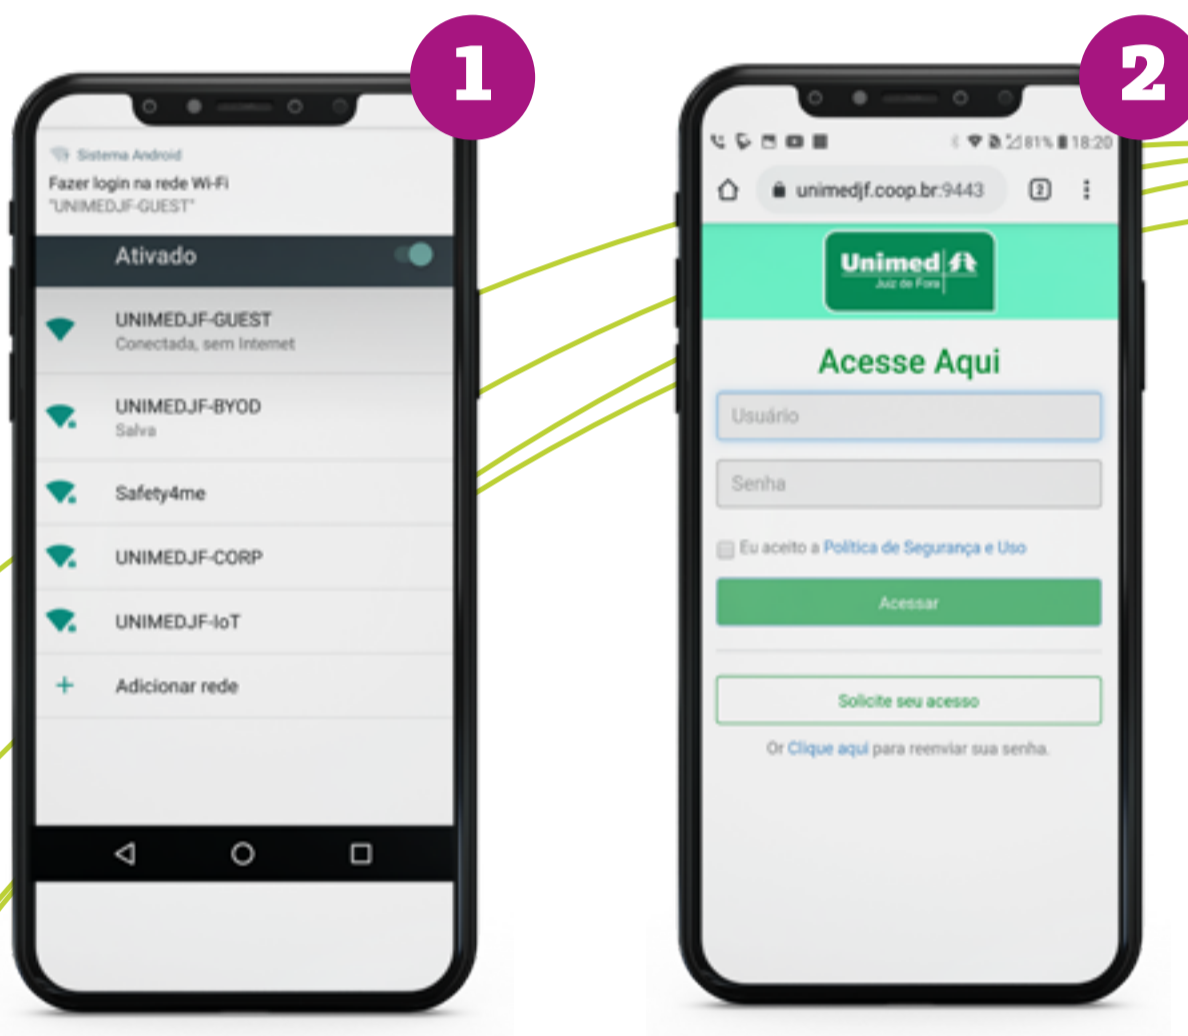 1
Sistema Android
Fazer login na rede Wi-Fi
"UNIMEDJF-GUEST"
Ativado
UNIMEDJF-GUEST
Conectada, sem Internet
UNIMEDJF-BYOD
Salva
Safety4me
UNIMEDJF-CORP
UNIMEDJF-IoT
+ Adicionar rede
2
81% 18:20
unimedjf.coop.br:9443 2
Unimed
Juiz de Fora
Acesse Aqui
Usuário
Senha
Eu aceito a Política de Segurança e Uso
Acessar
Solicite seu acesso
Or Clique aqui para reenviar sua senha.